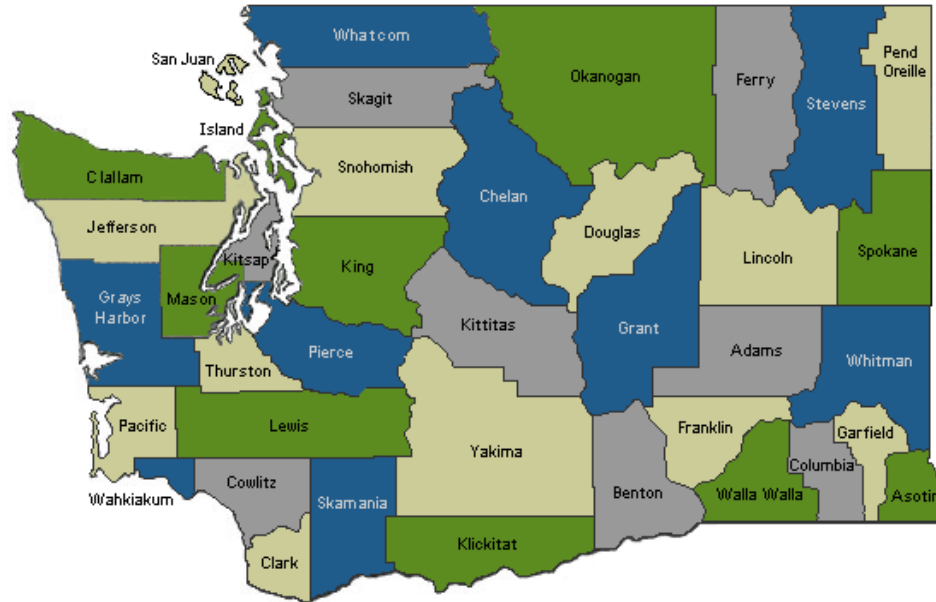 Whatcom
San Juan
Skagit
Okanogan
Ferry
Stevens
Pend
Oreille
Island
Snohomish
Clallam
Chelan
Jefferson
Douglas
Kitsap
King
Lincoln
Spokane
Mason
Grays
Harbor
Kittitas
Grant
Pierce
Adams
Whitman
Thurston
Pacific
Lewis
Yakima
Franklin
Garfield
Wahkiakum
Cowlitz
Skamania
Benton
Walla Walla
Columbia
Asotin
Klickitat
Clark